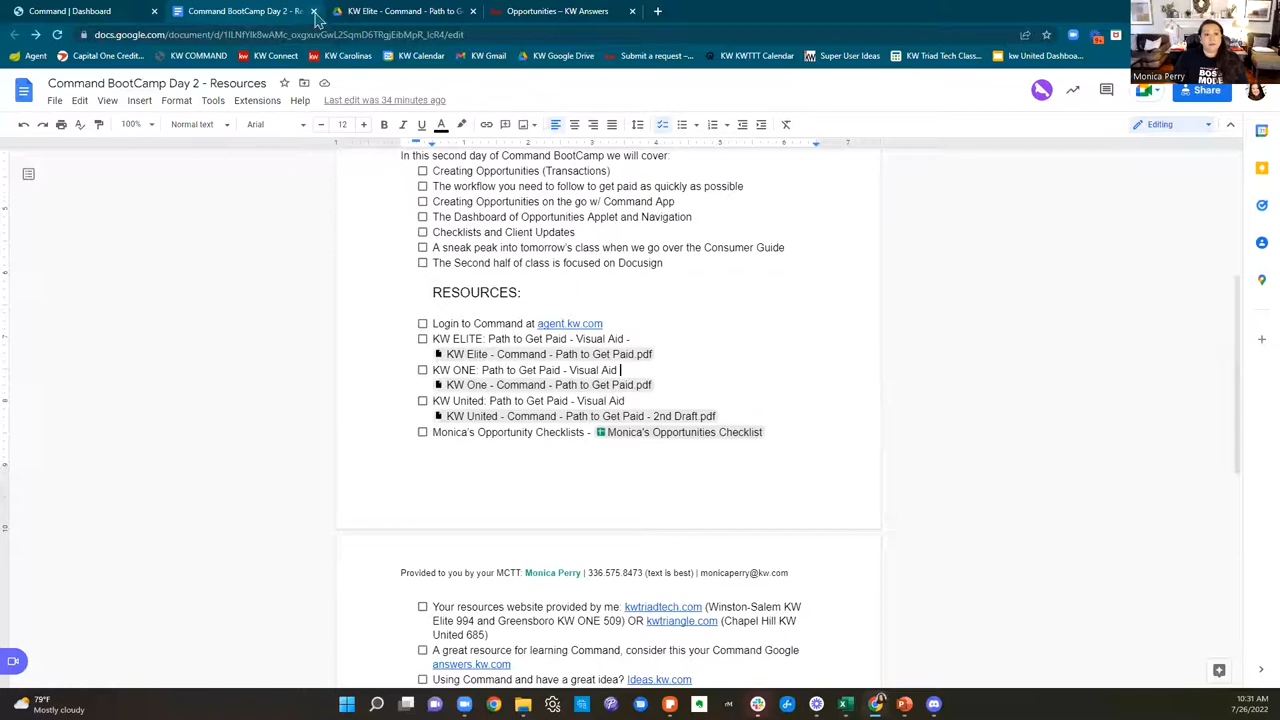 Command | Dashboard
Command BootCamp Day 2 - Re
KW Elite - Command - Path to G
Opportunities – KW Answers
docs.google.com/document/d/1ILNfYIk8wAMc_oxgxuvGwL2SqmD6TRgjEibMpR_lcR4/edit
Agent
Capital One Credit...
KW COMMAND
KW Connect
KW Carolinas
KW Calendar
KW Gmail
KW Google Drive
Submit a request –...
KW KWTTT Calendar
Super User Ideas
KW Triad Tech Class...
kw United Dashboa...
Monica Perry
Command BootCamp Day 2 - Resources
File Edit View Insert Format Tools Extensions Help Last edit was 34 minutes ago
Share
100% Normal text Arial 12 Editing
In this second day of Command BootCamp we will cover:
Creating Opportunities (Transactions)
The workflow you need to follow to get paid as quickly as possible
Creating Opportunities on the go w/ Command App
The Dashboard of Opportunities Applet and Navigation
Checklists and Client Updates
A sneak peak into tomorrow's class when we go over the Consumer Guide
The Second half of class is focused on Docusign
RESOURCES:
Login to Command at agent.kw.com
KW ELITE: Path to Get Paid - Visual Aid -
KW Elite - Command - Path to Get Paid.pdf
KW ONE: Path to Get Paid - Visual Aid
KW One - Command - Path to Get Paid.pdf
KW United: Path to Get Paid - Visual Aid
KW United - Command - Path to Get Paid - 2nd Draft.pdf
Monica's Opportunity Checklists - Monica's Opportunities Checklist
Provided to you by your MCTT: Monica Perry | 336.575.8473 (text is best) | monicaperry@kw.com
Your resources website provided by me: kwtriadtech.com (Winston-Salem KW
Elite 994 and Greensboro KW ONE 509) OR kwtriangle.com (Chapel Hill KW
United 685)
A great resource for learning Command, consider this your Command Google
answers.kw.com
Using Command and have a great idea? Ideas.kw.com
79°F
Mostly cloudy
10:31 AM
7/26/2022